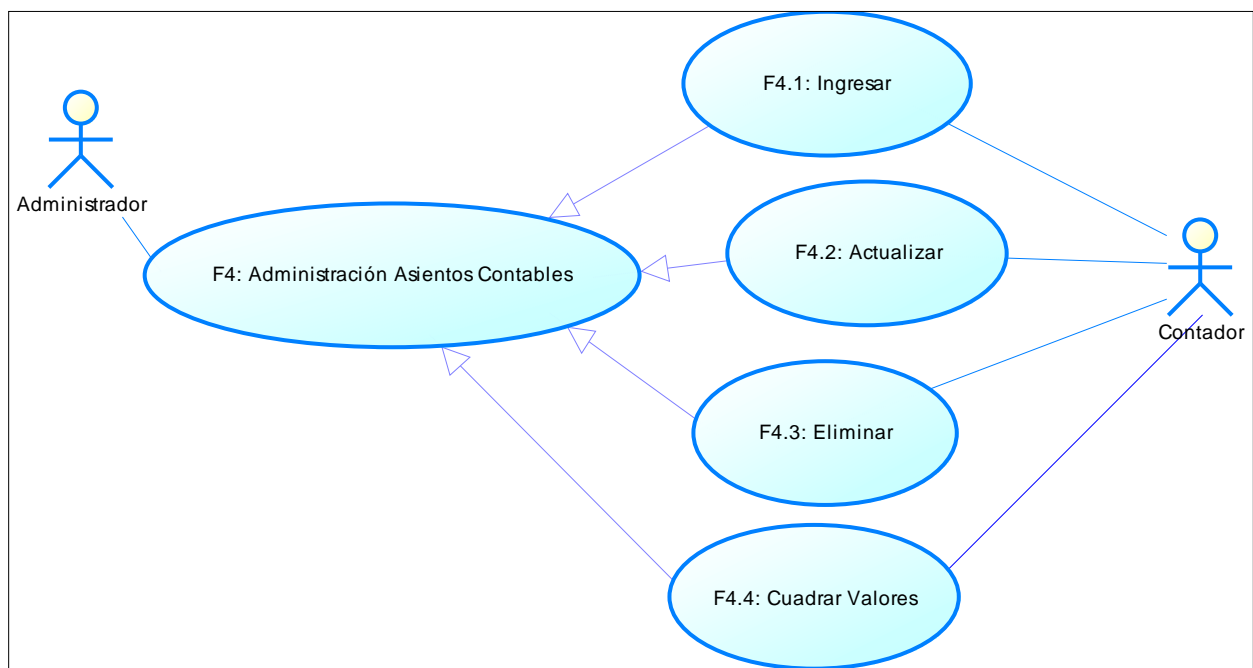 F4.1: Ingresar
Administrador
F4.2: Actualizar
F4: Administración Asientos Contables
Contador
F4.3: Eliminar
F4.4: Cuadrar Valores